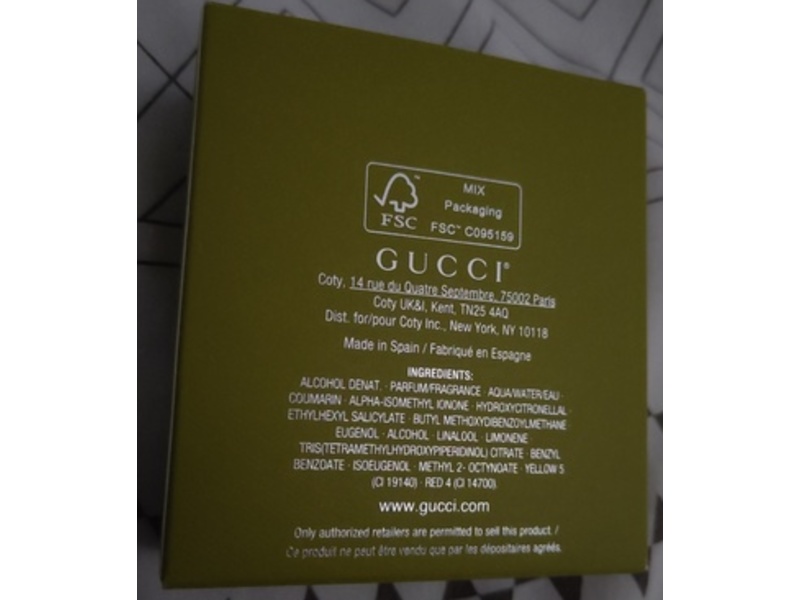 MIX
Packaging
FSC™ C095159
FSC™
GUCCI®
Coty, 14 rue du Quatre Septembre, 75002 Paris
Coty UK&I, Kent, TN25 4AQ
Dist. for/pour Coty Inc., New York, NY 10118
Made in Spain / Fabriqué en Espagne
INGREDIENTS:
ALCOHOL DENAT. · PARFUM/FRAGRANCE · AQUA/WATER/EAU ·
COUMARIN · ALPHA-ISOMETHYL IONONE · HYDROXYCITRONELLAL ·
ETHYLHEXYL SALICYLATE · BUTYL METHOXYDIBENZOYLMETHANE
EUGENOL · ALCOHOL · LINALOOL · LIMONENE
TRIS(TETRAMETHYLHYDROXYPIPERIDINOL) CITRATE · BENZYL
BENZOATE · ISOEUGENOL · METHYL 2- OCTYNOATE · YELLOW 5
(CI 19140) · RED 4 (CI 14700).
www.gucci.com
Only authorized retailers are permitted to sell this product. /
Ce produit ne peut être vendu que par les dépositaires agréés.